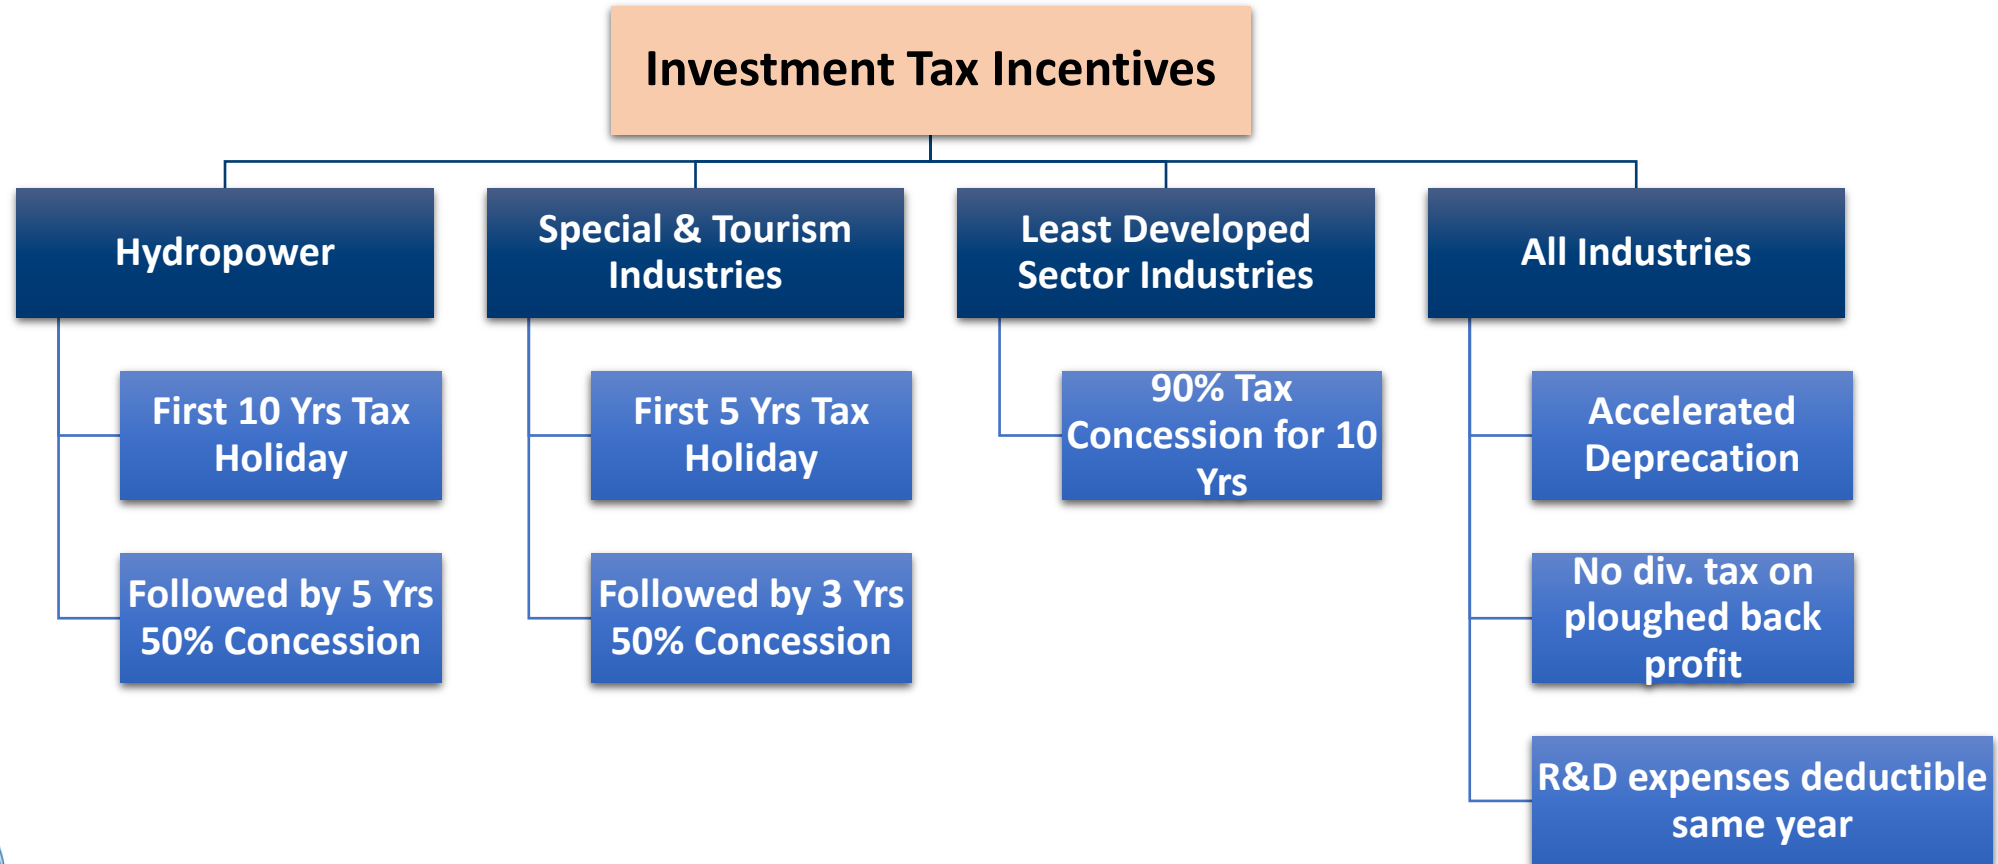 Investment Tax Incentives
Hydropower
First 10 Yrs Tax
Holiday
Followed by 5 Yrs
50% Concession
Special & Tourism
Industries
First 5 Yrs Tax
Holiday
Followed by 3 Yrs
50% Concession
Least Developed
Sector Industries
90% Tax
Concession for 10
Yrs
All Industries
Accelerated
Deprecation
No div. tax on
ploughed back
profit
R&D expenses deductible
same year